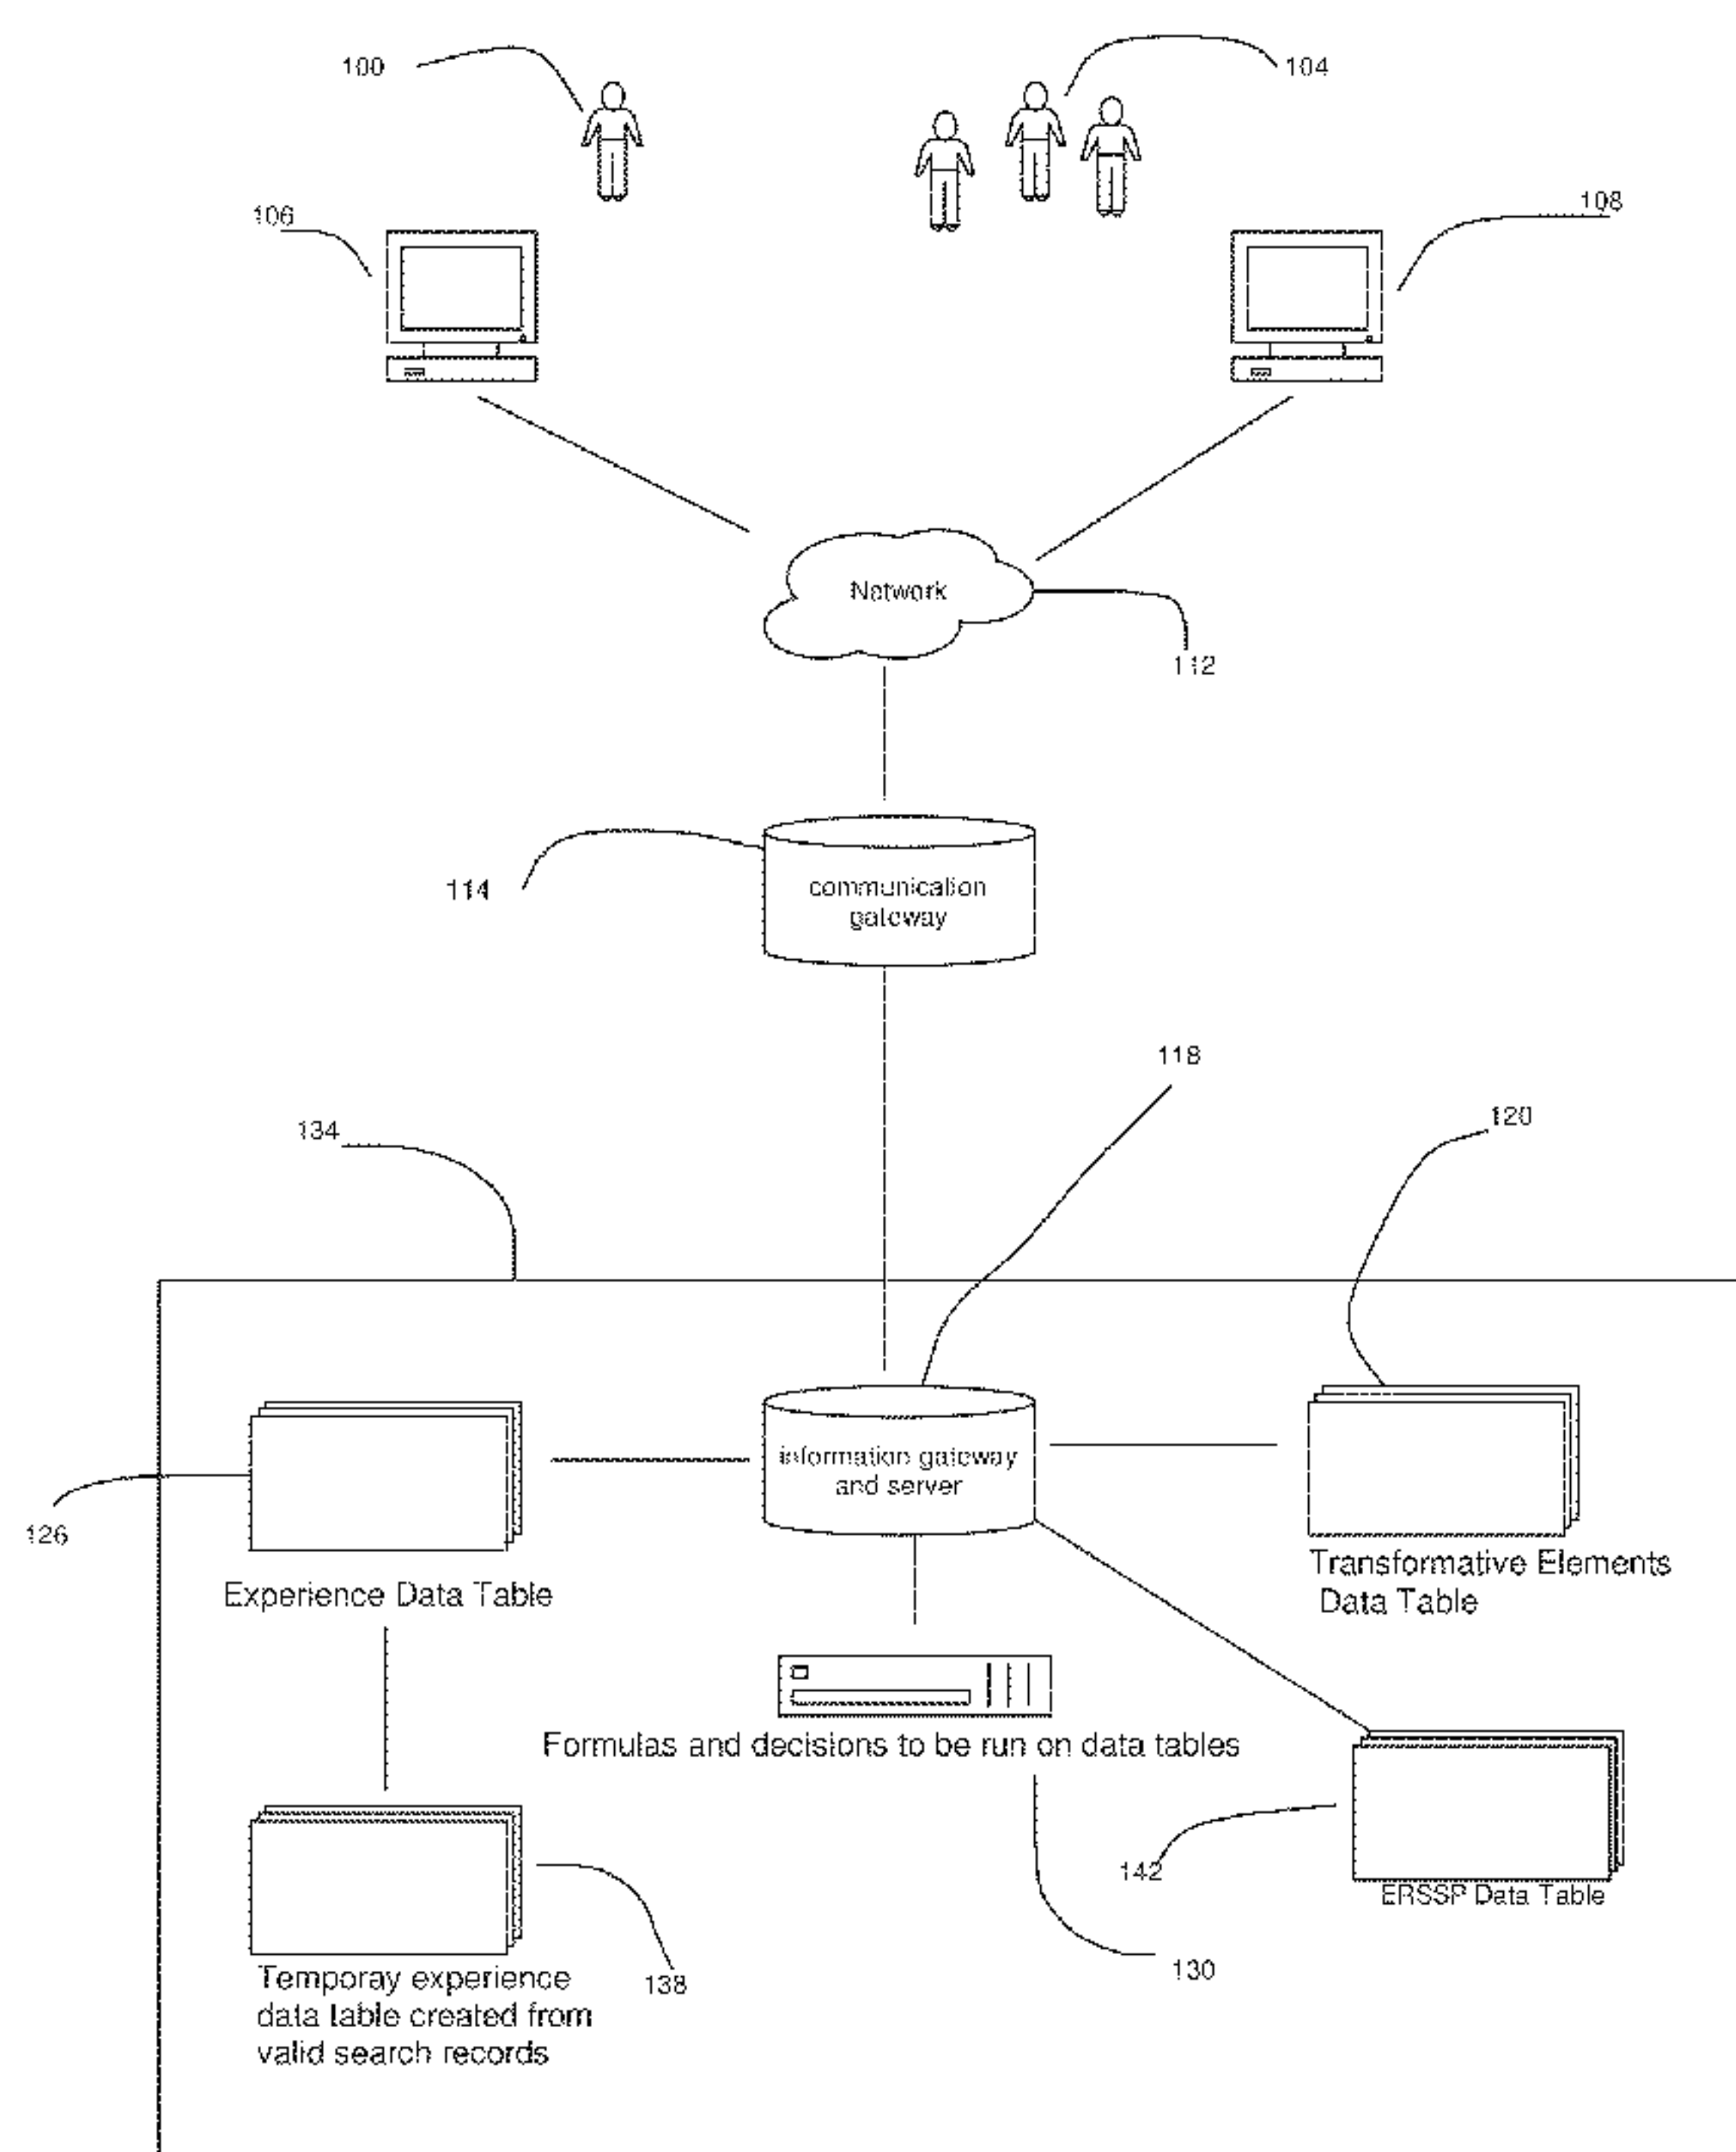 100
104
106
108
Network
112
114
communication
gateway
118
134
120
information gateway
and server
126
Experience Data Table
Transformative Elements
Data Table
Formulas and decisions to be run on data tables
142
ERSSP Data Table
130
138
Temporay experience
data table created from
valid search records